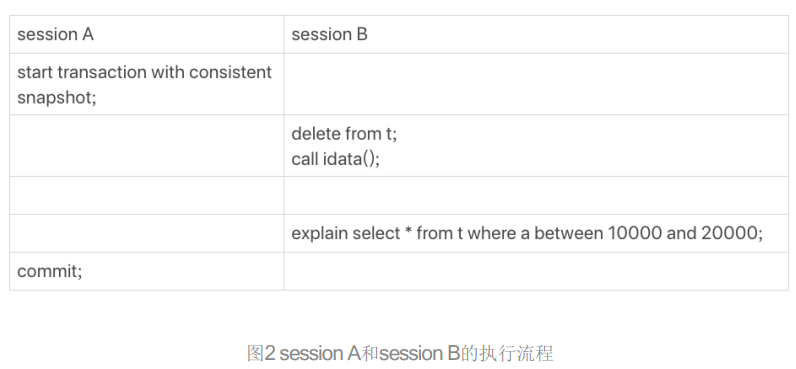 session A session B
start transaction with consistent
snapshot;
delete from t;
call idata();
explain select * from t where a between 10000 and 20000;
commit;
图2 session A和session B的执行流程